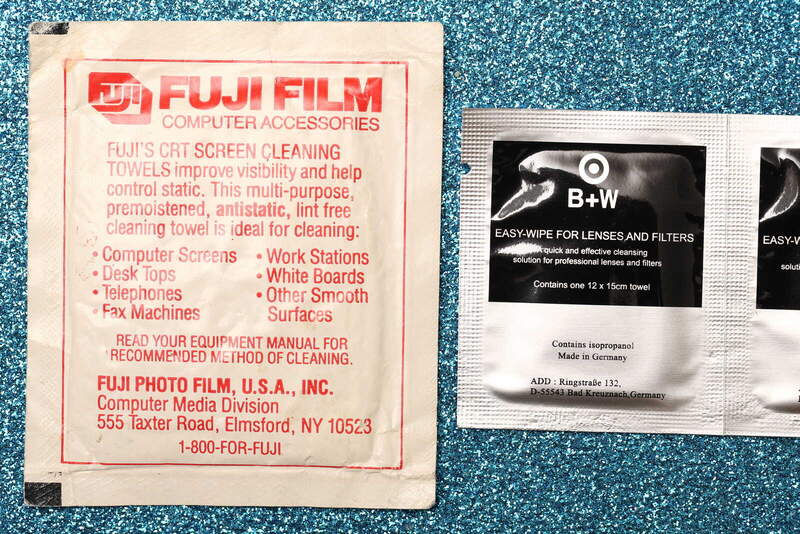 FUJI
FUJI FILM
COMPUTER ACCESSORIES
FUJI'S CRT SCREEN CLEANING
TOWELS improve visibility and help
control static. This multi-purpose,
premoistened, antistatic, lint free
cleaning towel is ideal for cleaning:
• Computer Screens
• Desk Tops
• Telephones
• Fax Machines
• Work Stations
• White Boards
• Other Smooth
Surfaces
READ YOUR EQUIPMENT MANUAL FOR
RECOMMENDED METHOD OF CLEANING.
FUJI PHOTO FILM, U.S.A., INC.
Computer Media Division
555 Taxter Road, Elmsford, NY 10523
1-800-FOR-FUJI
B+W
EASY-WIPE FOR LENSES AND FILTERS
quick and effective cleansing
solution for professional lenses and filters
Contains one 12 x 15cm towel
Contains isopropanol
Made in Germany
ADD : Ringstraße 132,
D-55543 Bad Kreuznach,Germany
EASY-W